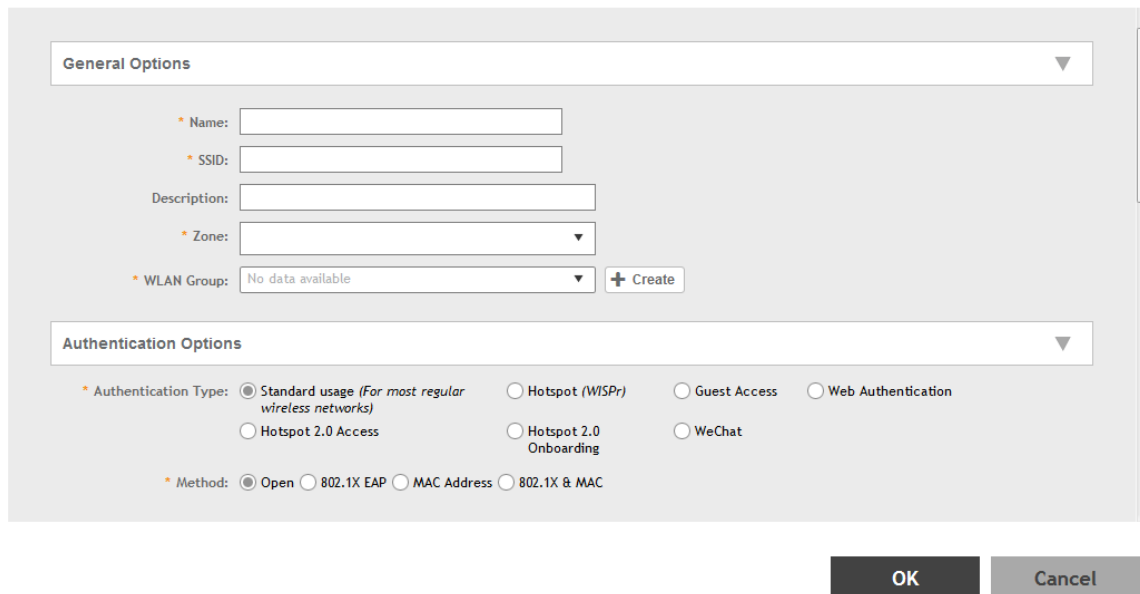 General Options
* Name:
* SSID:
Description:
* Zone:
* WLAN Group: No data available Create
Authentication Options
* Authentication Type: Standard usage (For most regular wireless networks) Hotspot (WISPr) Guest Access Web Authentication
Hotspot 2.0 Access Hotspot 2.0 Onboarding WeChat
* Method: Open 802.1X EAP MAC Address 802.1X & MAC
OK Cancel